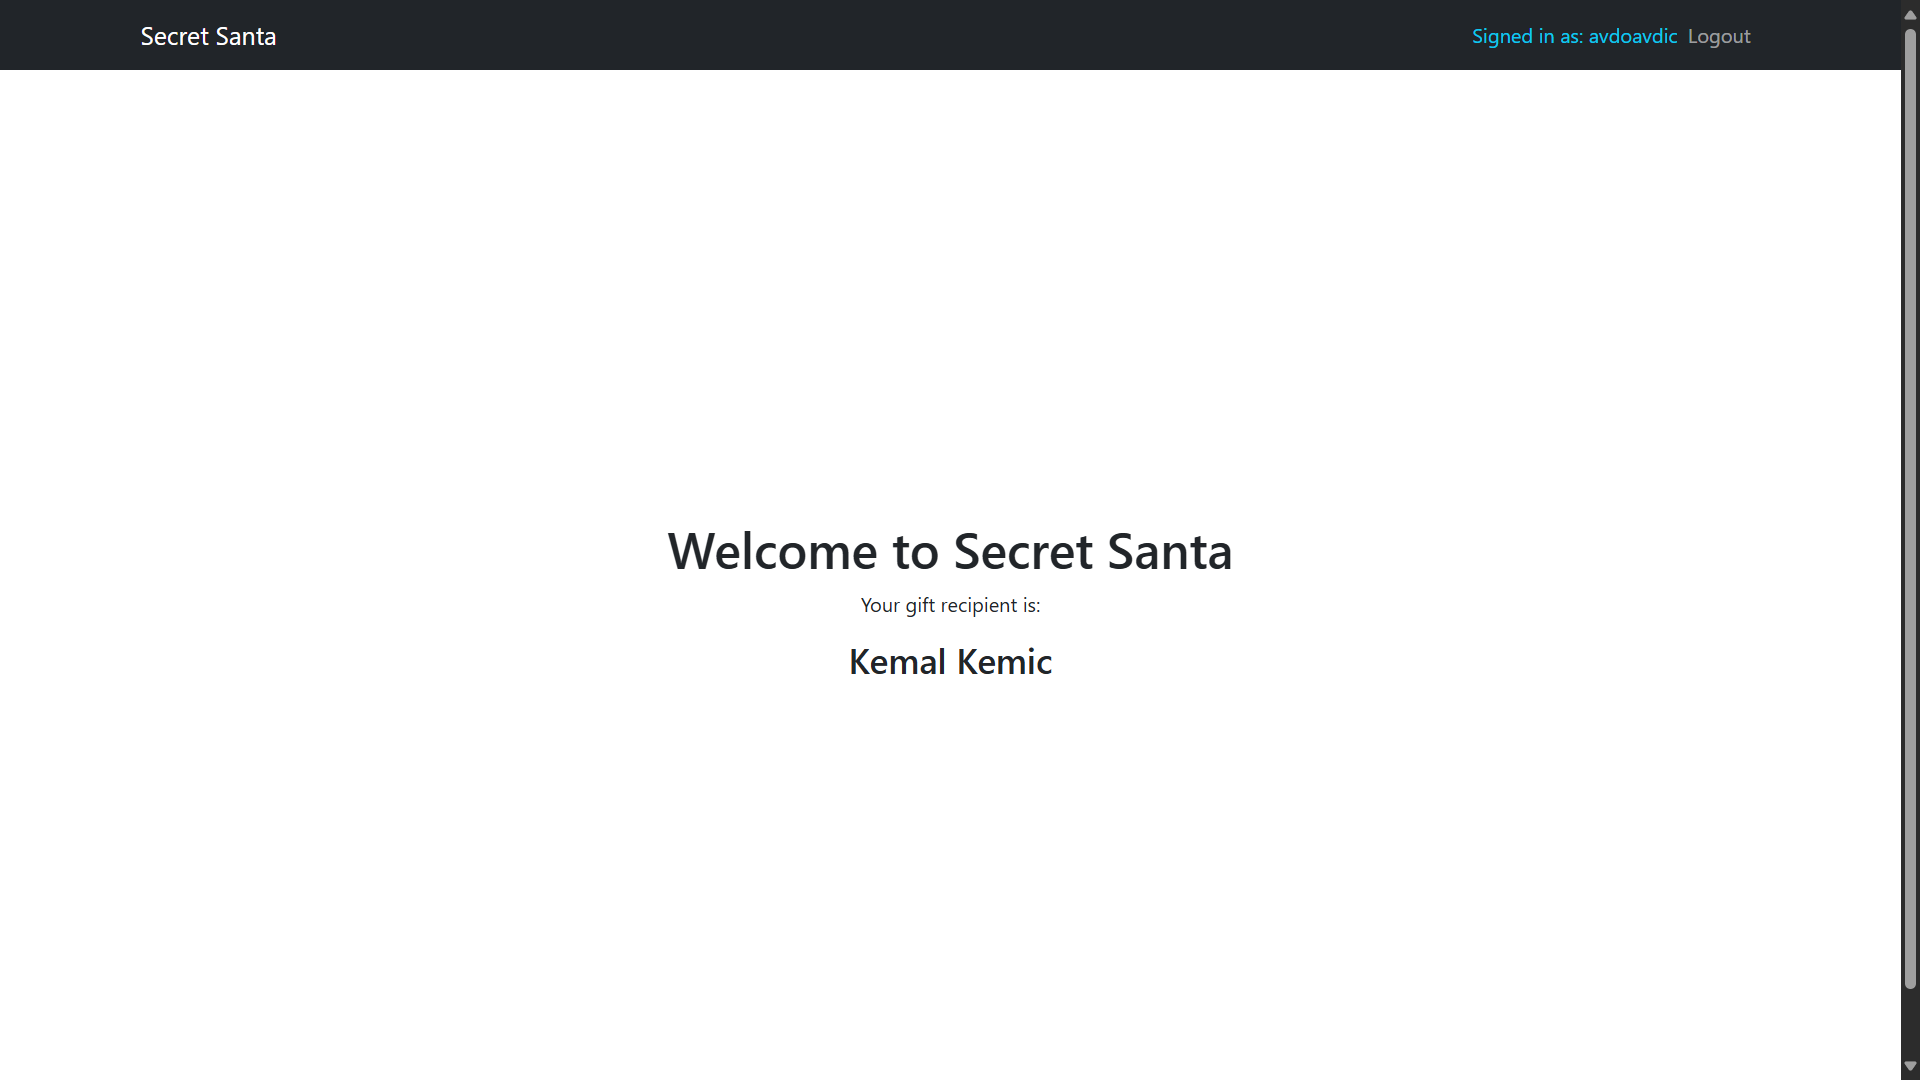 Secret Santa
Signed in as: avdoavdic Logout
Welcome to Secret Santa
Your gift recipient is:
Kemal Kemic